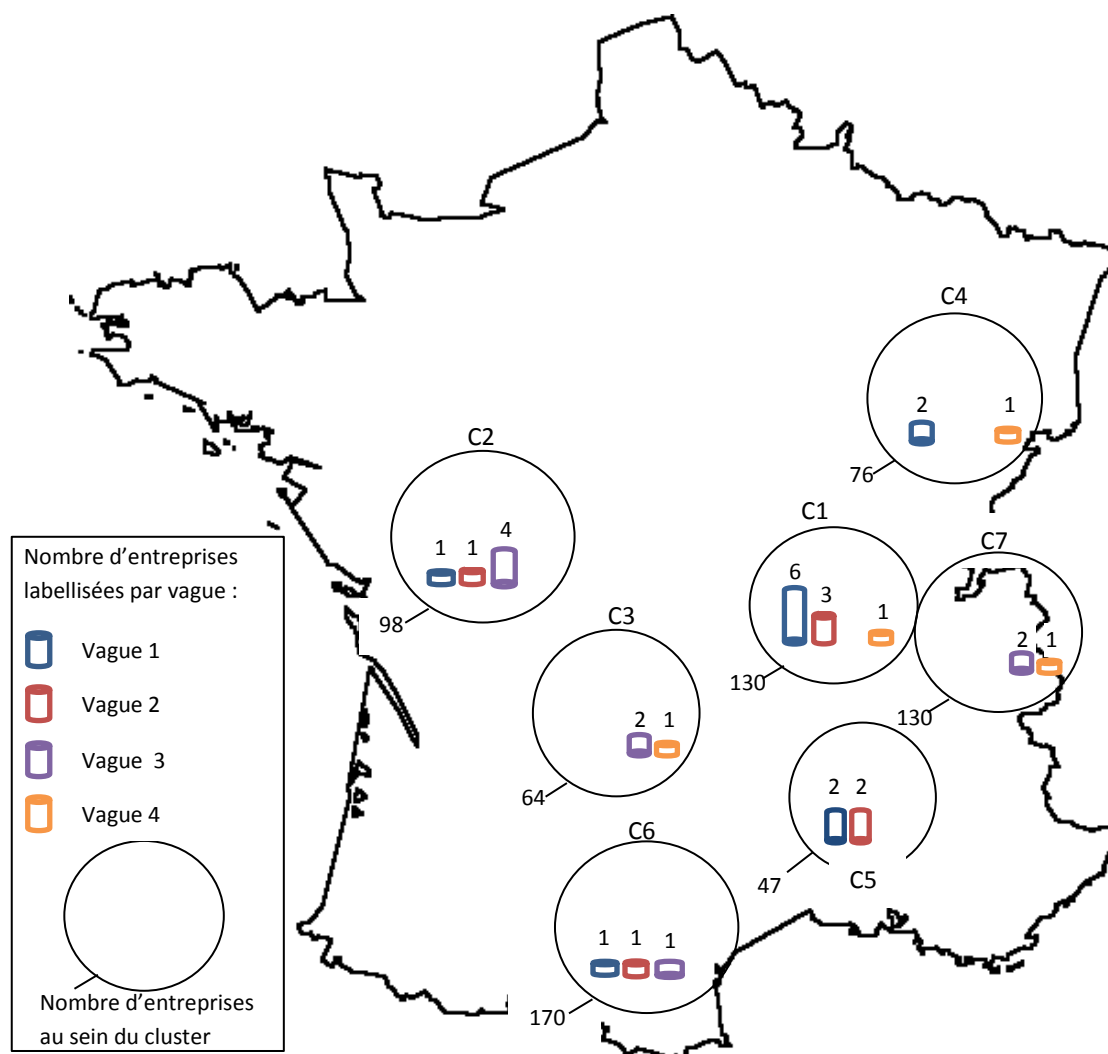 C4
2 1
76
C2
1 1 4
98
C1
6 3 1
130
C7
2 1
130
C3
2 1
64
2 2
47
C5
C6
1 1 1
170
Nombre d’entreprises
labellisées par vague :
Vague 1
Vague 2
Vague 3
Vague 4
Nombre d’entreprises
au sein du cluster